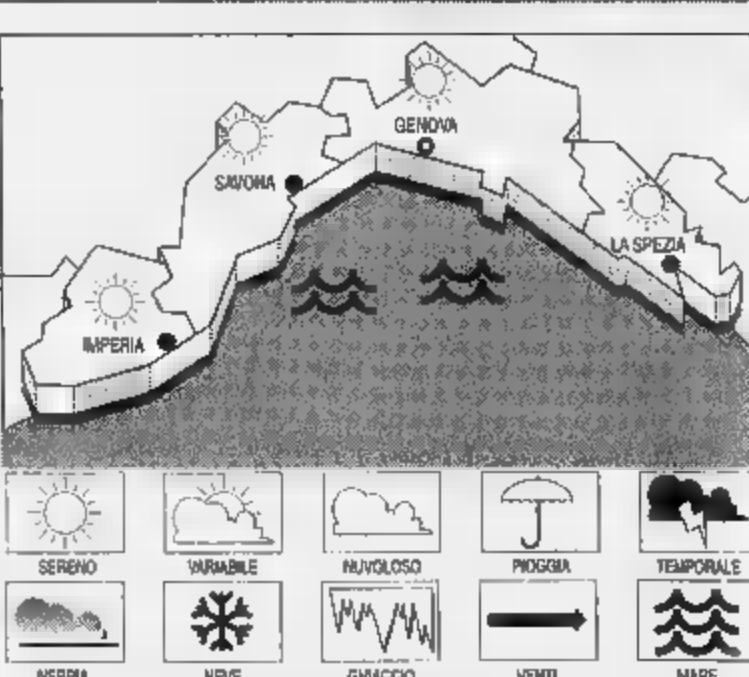 GENOVA
SAVONA
LA SPEZIA
IMPERIA
SERENO
VARIABILE
NUVOLOSO
PIOGGIA
TEMPORALE
NEBBIA
NEVE
GHIACCIO
VENTI
MARE